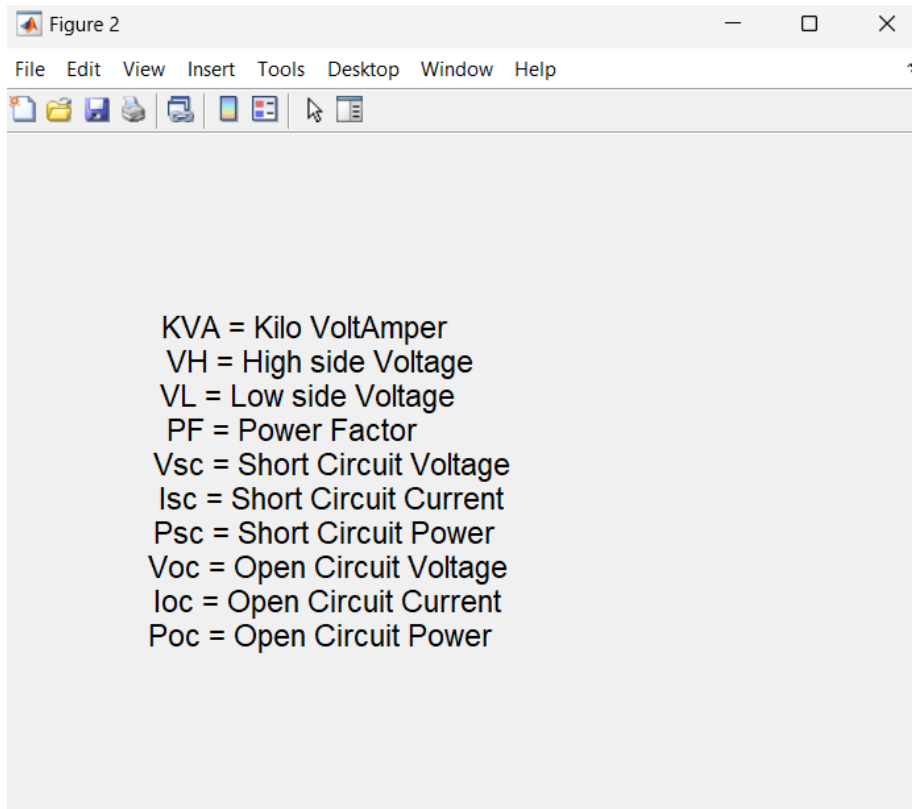 Figure 2
File Edit View Insert Tools Desktop Window Help
KVA = Kilo VoltAmper
VH = High side Voltage
VL = Low side Voltage
PF = Power Factor
Vsc = Short Circuit Voltage
Isc = Short Circuit Current
Psc = Short Circuit Power
Voc = Open Circuit Voltage
Ioc = Open Circuit Current
Poc = Open Circuit Power